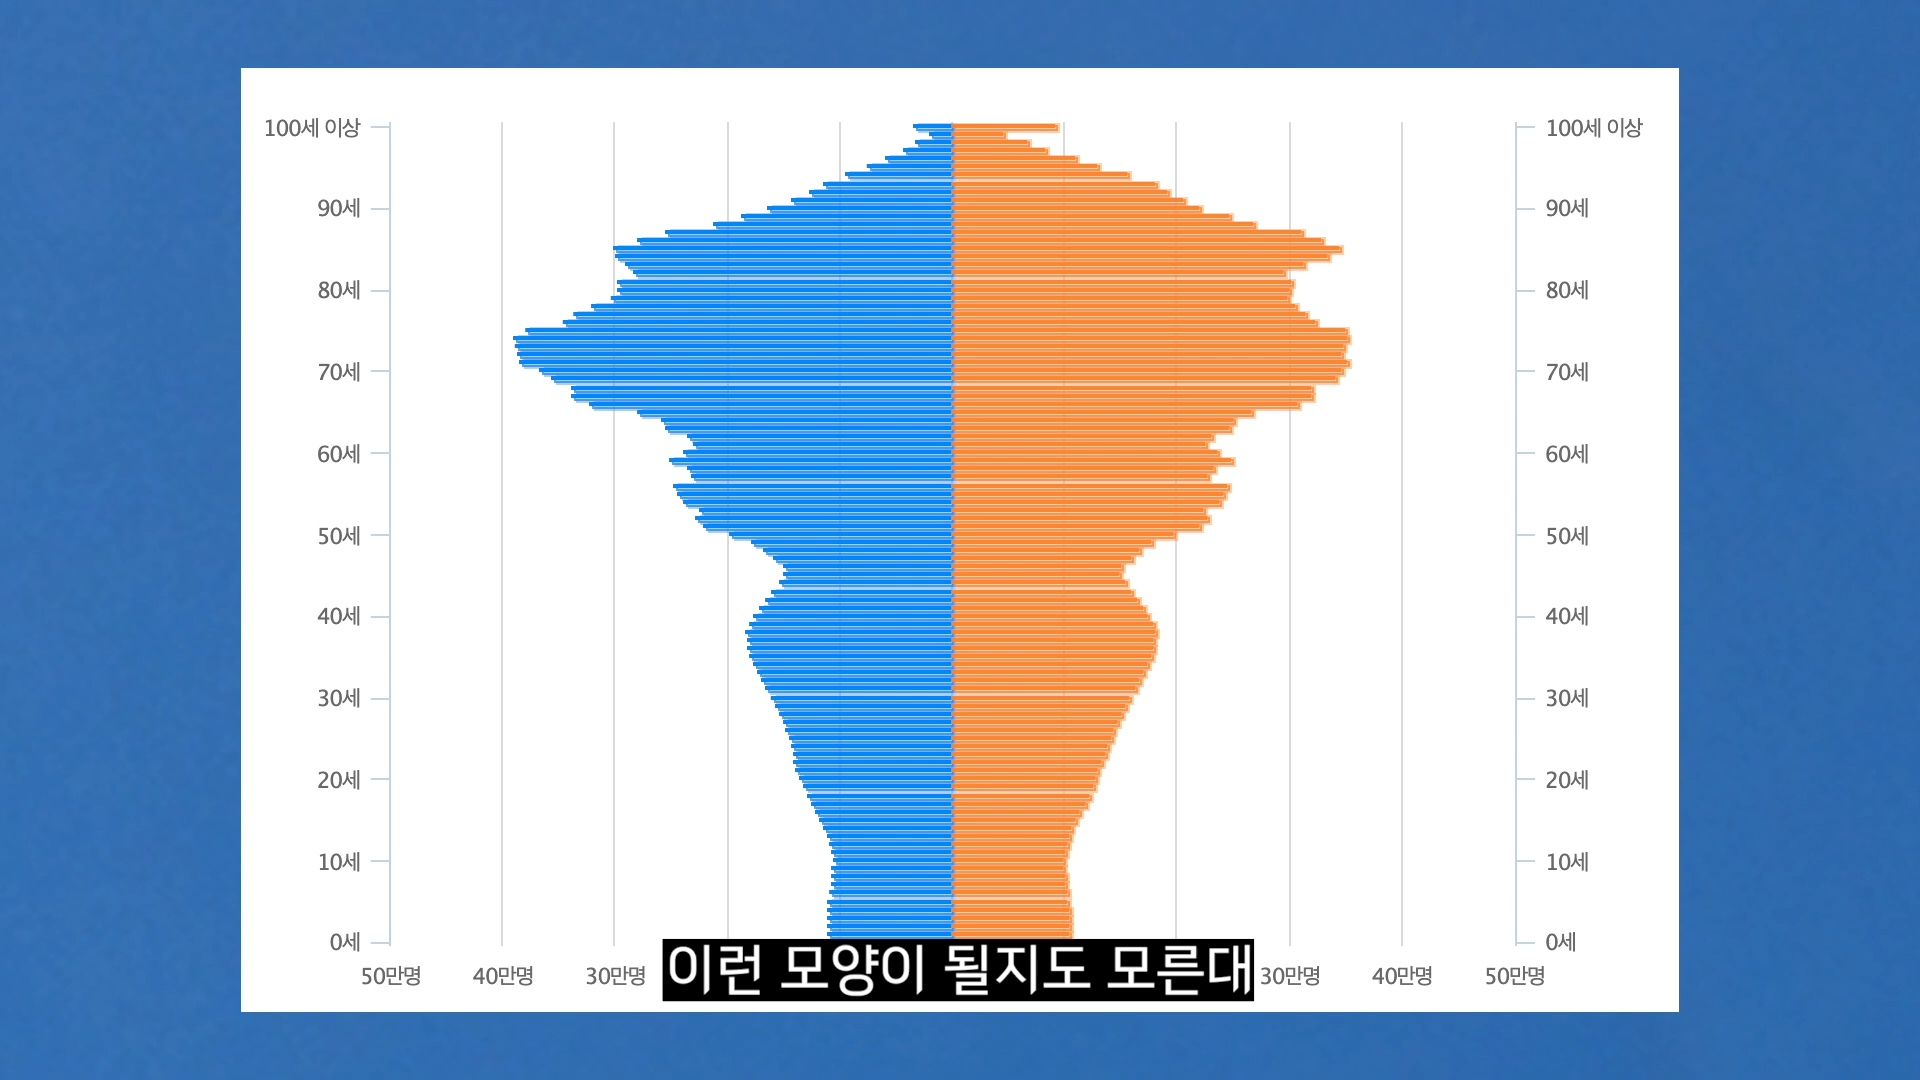 100세 이상
100세 이상
90세
90세
80세
80세
70세
70세
60세
60세
50세
50세
40세
40세
30세
30세
20세
20세
10세
10세
0세
0세
50만명 40만명 30만명 30만명 40만명 50만명
이런 모양이 될지도 모른대